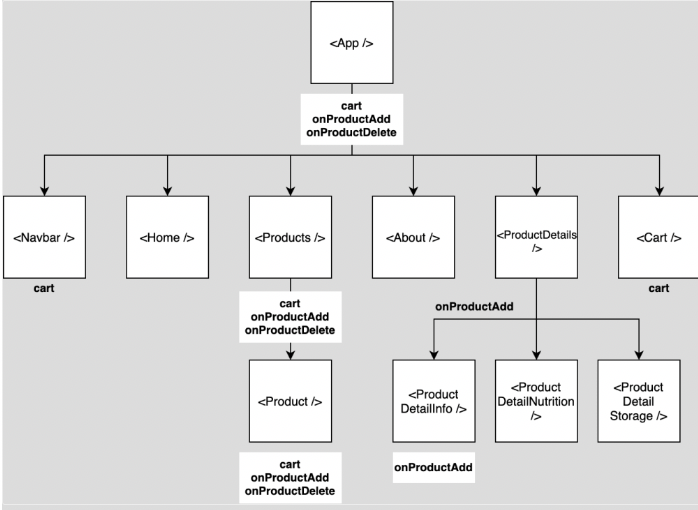 <App />
cart
onProductAdd
onProductDelete
<Navbar />
<Home />
<Products />
<About />
<ProductDetails
/>
<Cart />
cart
cart
cart
onProductAdd
onProductDelete
onProductAdd
<Product />
<Product
DetailInfo />
<Product
DetailNutrition
/>
<Product
Detail
Storage />
cart
onProductAdd
onProductDelete
onProductAdd